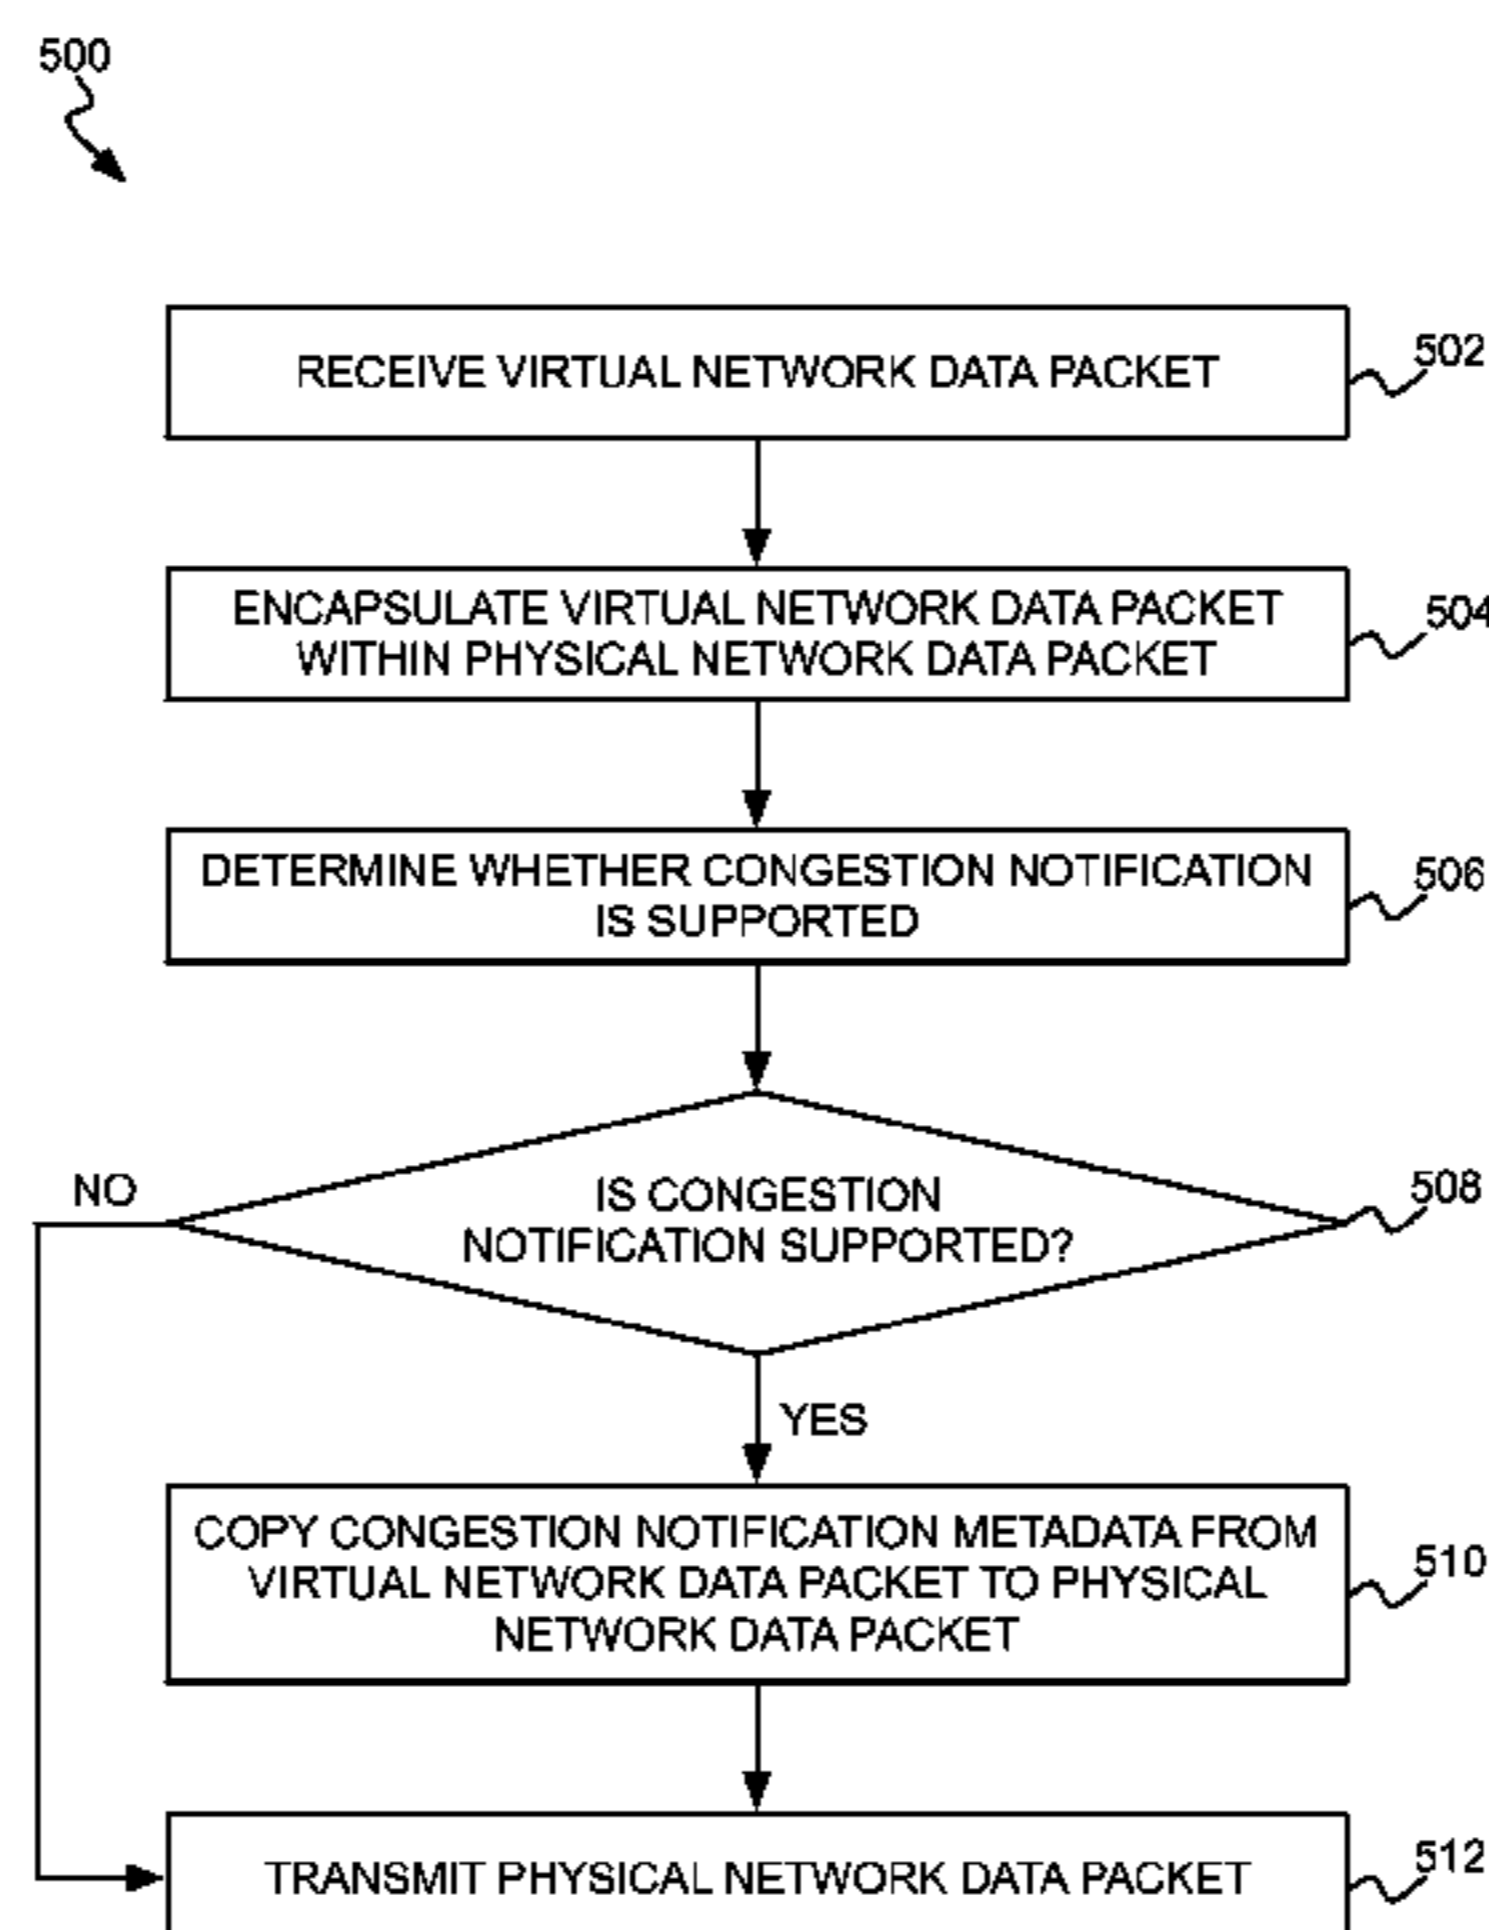 500
RECEIVE VIRTUAL NETWORK DATA PACKET
502
ENCAPSULATE VIRTUAL NETWORK DATA PACKET
WITHIN PHYSICAL NETWORK DATA PACKET
504
DETERMINE WHETHER CONGESTION NOTIFICATION
IS SUPPORTED
506
NO
IS CONGESTION
NOTIFICATION SUPPORTED?
508
YES
COPY CONGESTION NOTIFICATION METADATA FROM
VIRTUAL NETWORK DATA PACKET TO PHYSICAL
NETWORK DATA PACKET
510
TRANSMIT PHYSICAL NETWORK DATA PACKET
512